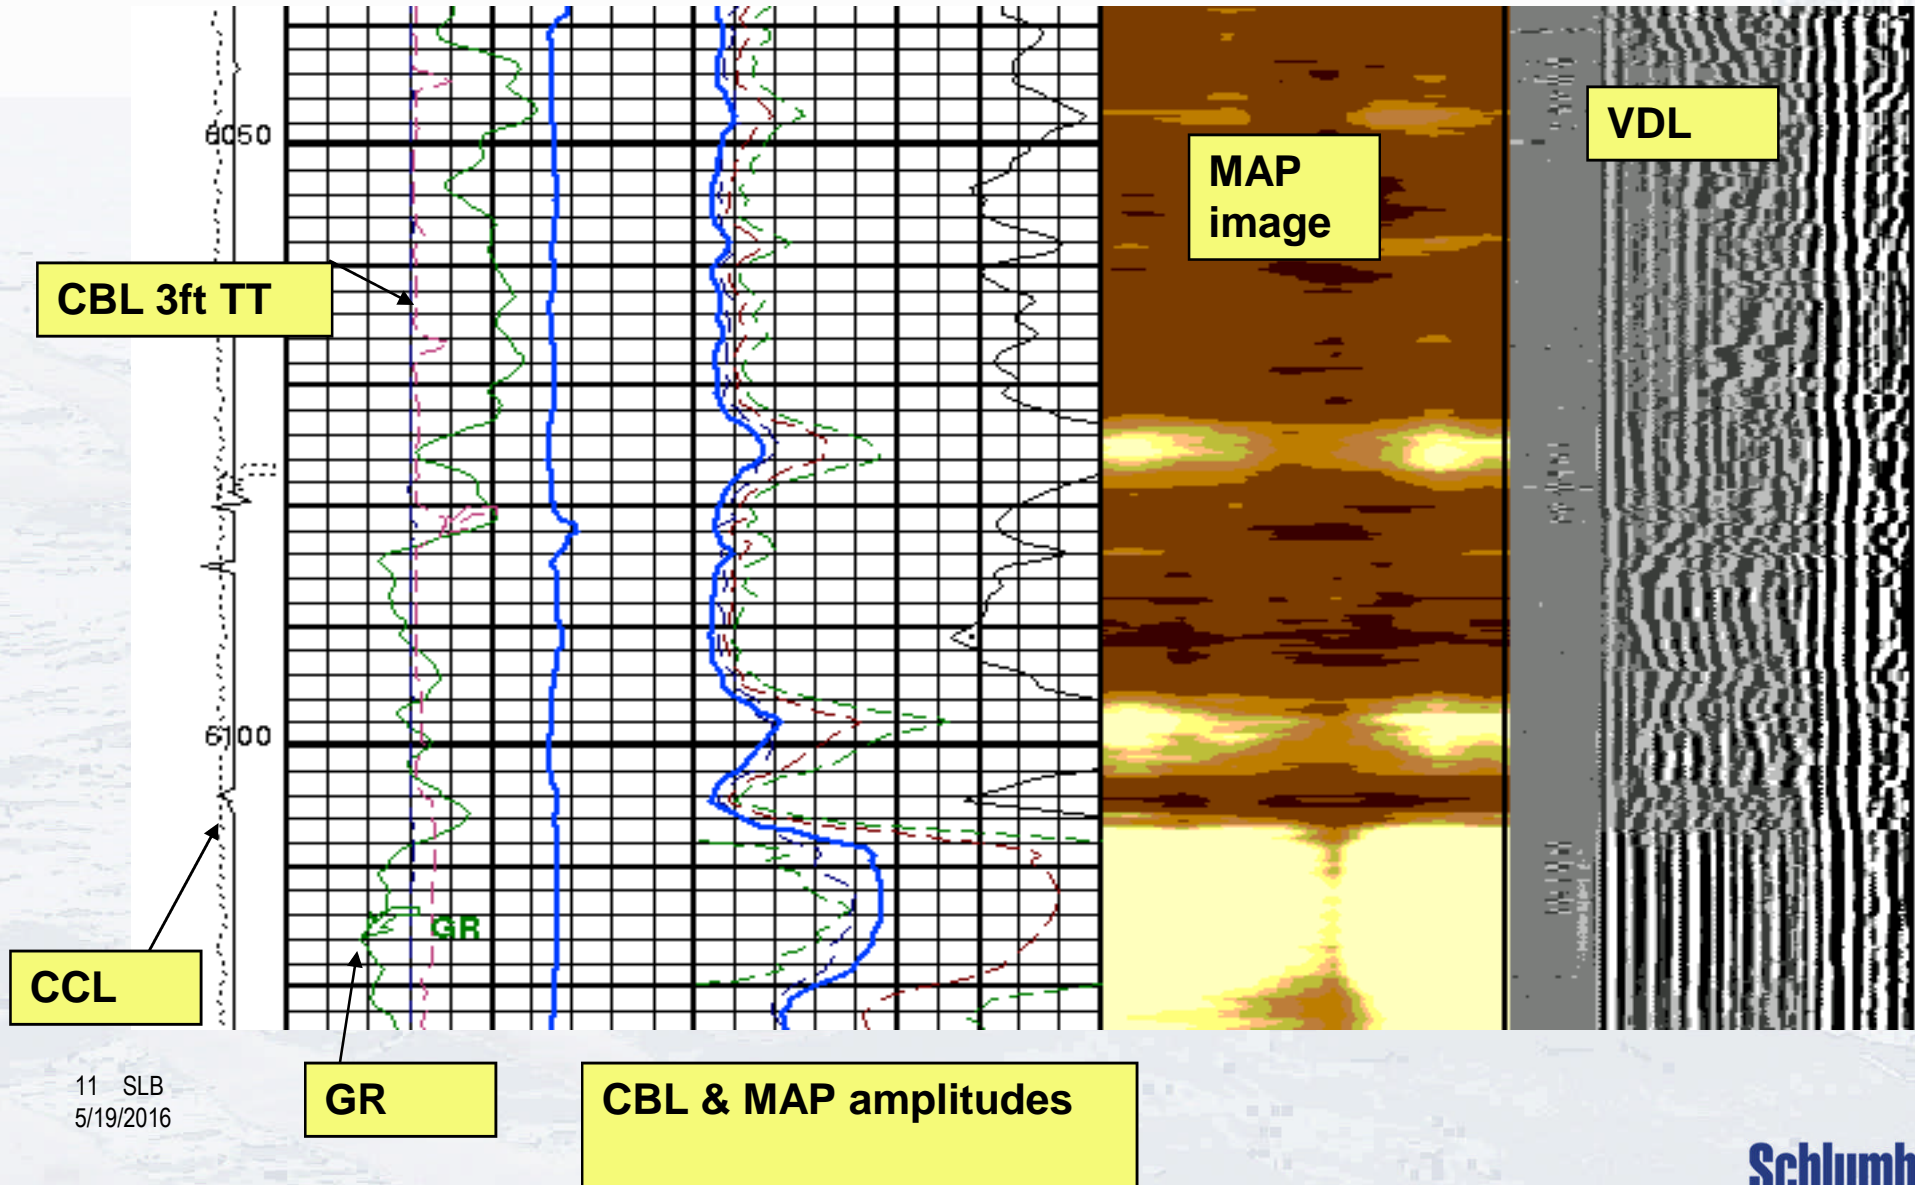 6050
VDL
MAP
image
CBL 3ft TT
6100
GR
CCL
GR
CBL & MAP amplitudes
11 SLB
5/19/2016
Schlumb